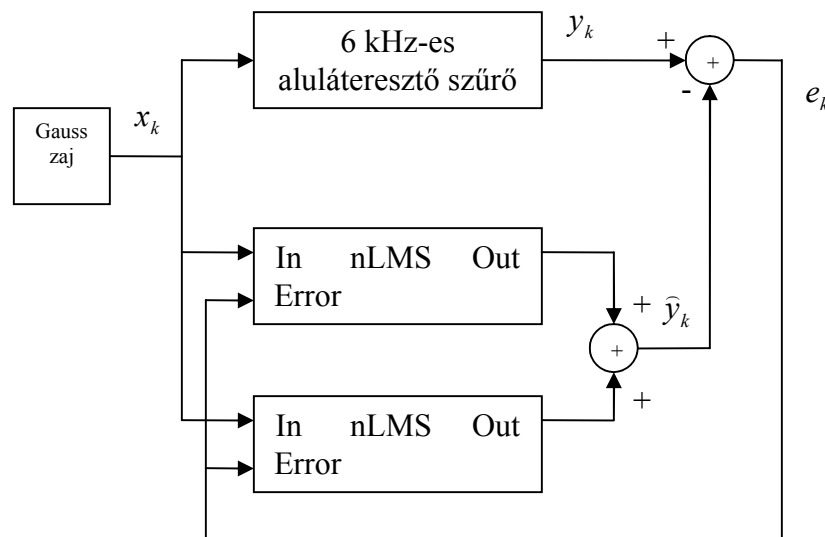 6 kHz-es
aluláteresztő szűrő
y_k
+
+
-
e_k
Gauss
zaj
x_k
In nLMS Out
Error
+
ŷ_k
+
+
In nLMS Out
Error